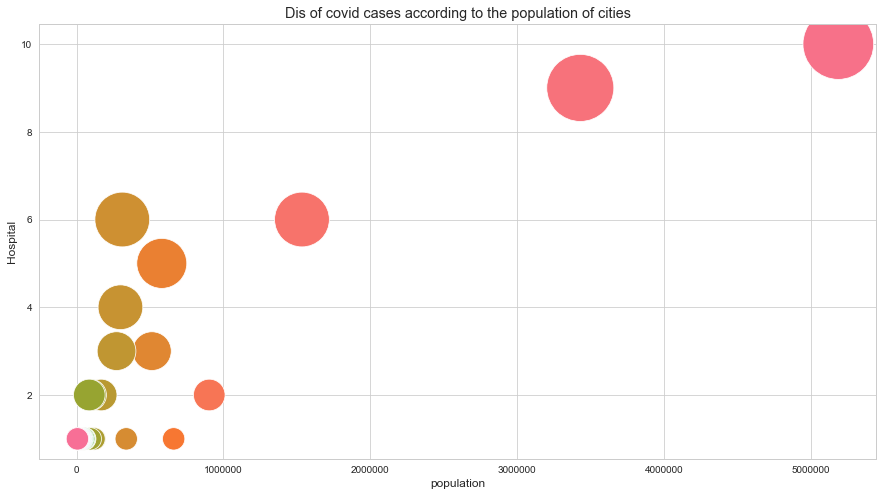 Dis of covid cases according to the population of cities
10
8
6
4
2
Hospital
0 1000000 2000000 3000000 4000000 5000000
population